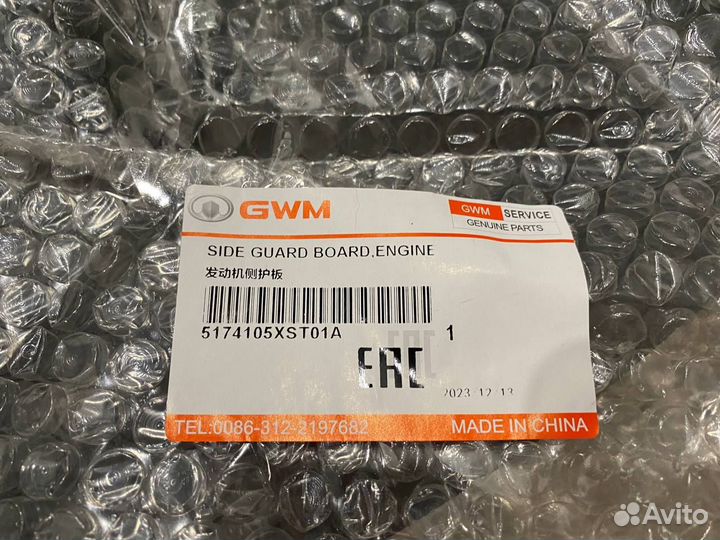 GWM
GWM SERVICE
GENUINE PARTS
SIDE GUARD BOARD,ENGINE
发动机侧护板
5174105XST01A
1
EAC
EAC
2023-12-13
TEL:0086-312-2197682
MADE IN CHINA
Avito